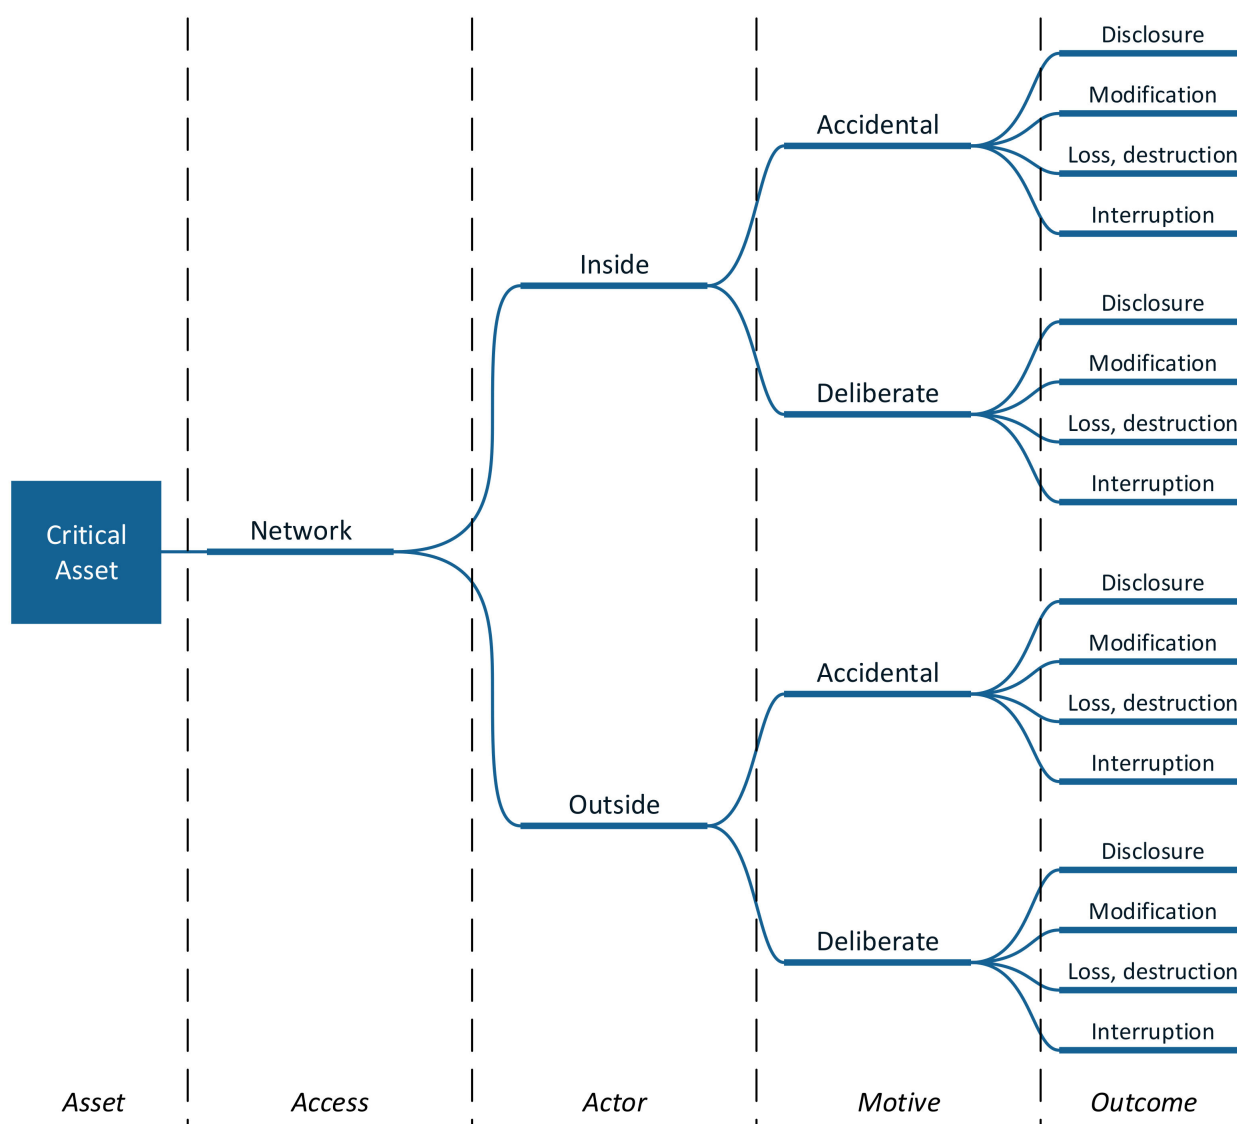 Disclosure
Modification
Accidental
Loss, destruction
Interruption
Inside
Disclosure
Modification
Deliberate
Loss, destruction
Interruption
Critical
Asset
Network
Disclosure
Modification
Accidental
Loss, destruction
Interruption
Outside
Disclosure
Modification
Deliberate
Loss, destruction
Interruption
Asset
Access
Actor
Motive
Outcome